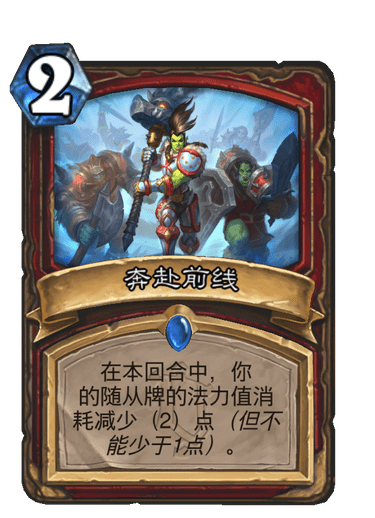 2
奔赴前线
在本回合中，你
的随从牌的法力值消
耗减少（2）点（但不
能少于1点）。